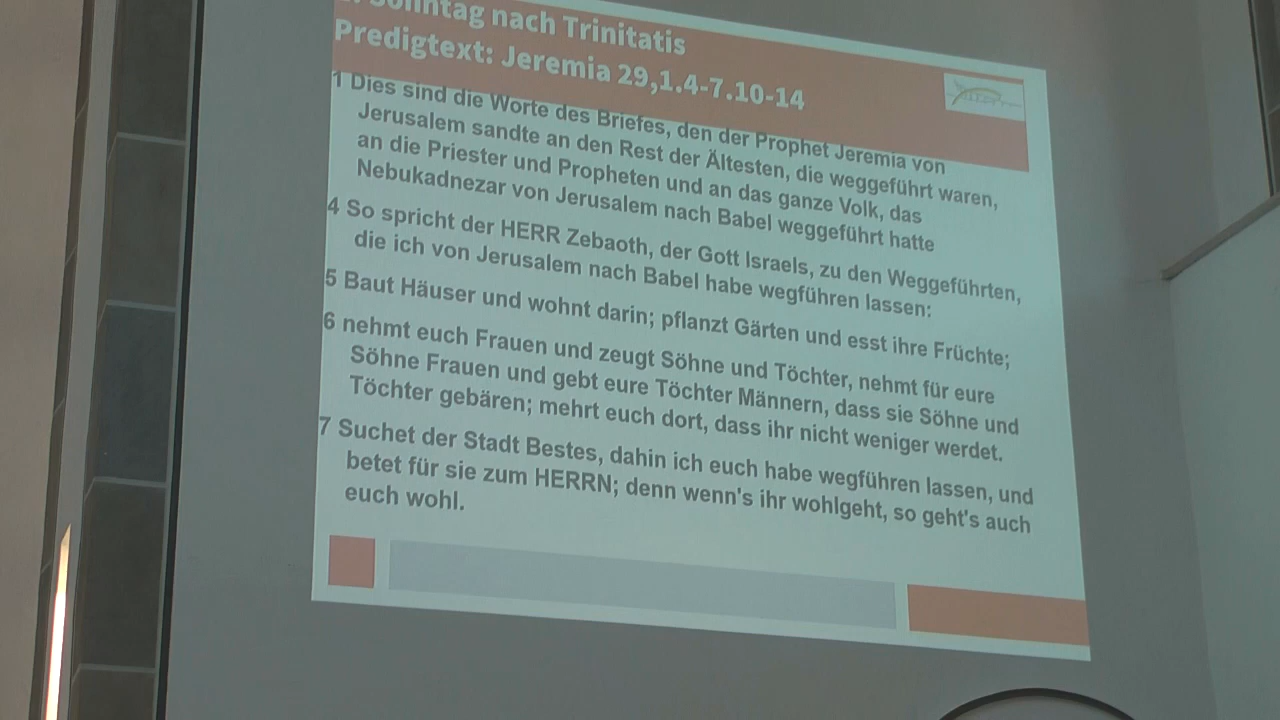 Sonntag nach Trinitatis
Predigtext: Jeremia 29,1.4-7.10-14
1 Dies sind die Worte des Briefes, den der Prophet Jeremia von
Jerusalem sandte an den Rest der Ältesten, die weggeführt waren,
an die Priester und Propheten und an das ganze Volk, das
Nebukadnezar von Jerusalem nach Babel weggeführt hatte
4 So spricht der HERR Zebaoth, der Gott Israels, zu den Weggeführten,
die ich von Jerusalem nach Babel habe wegführen lassen:
5 Baut Häuser und wohnt darin; pflanzt Gärten und esst ihre Früchte;
6 nehmt euch Frauen und zeugt Söhne und Töchter, nehmt für eure
Söhne Frauen und gebt eure Töchter Männern, dass sie Söhne und
Töchter gebären; mehrt euch dort, dass ihr nicht weniger werdet.
7 Suchet der Stadt Bestes, dahin ich euch habe wegführen lassen, und
betet für sie zum HERRN; denn wenn's ihr wohlgeht, so geht's auch
euch wohl.